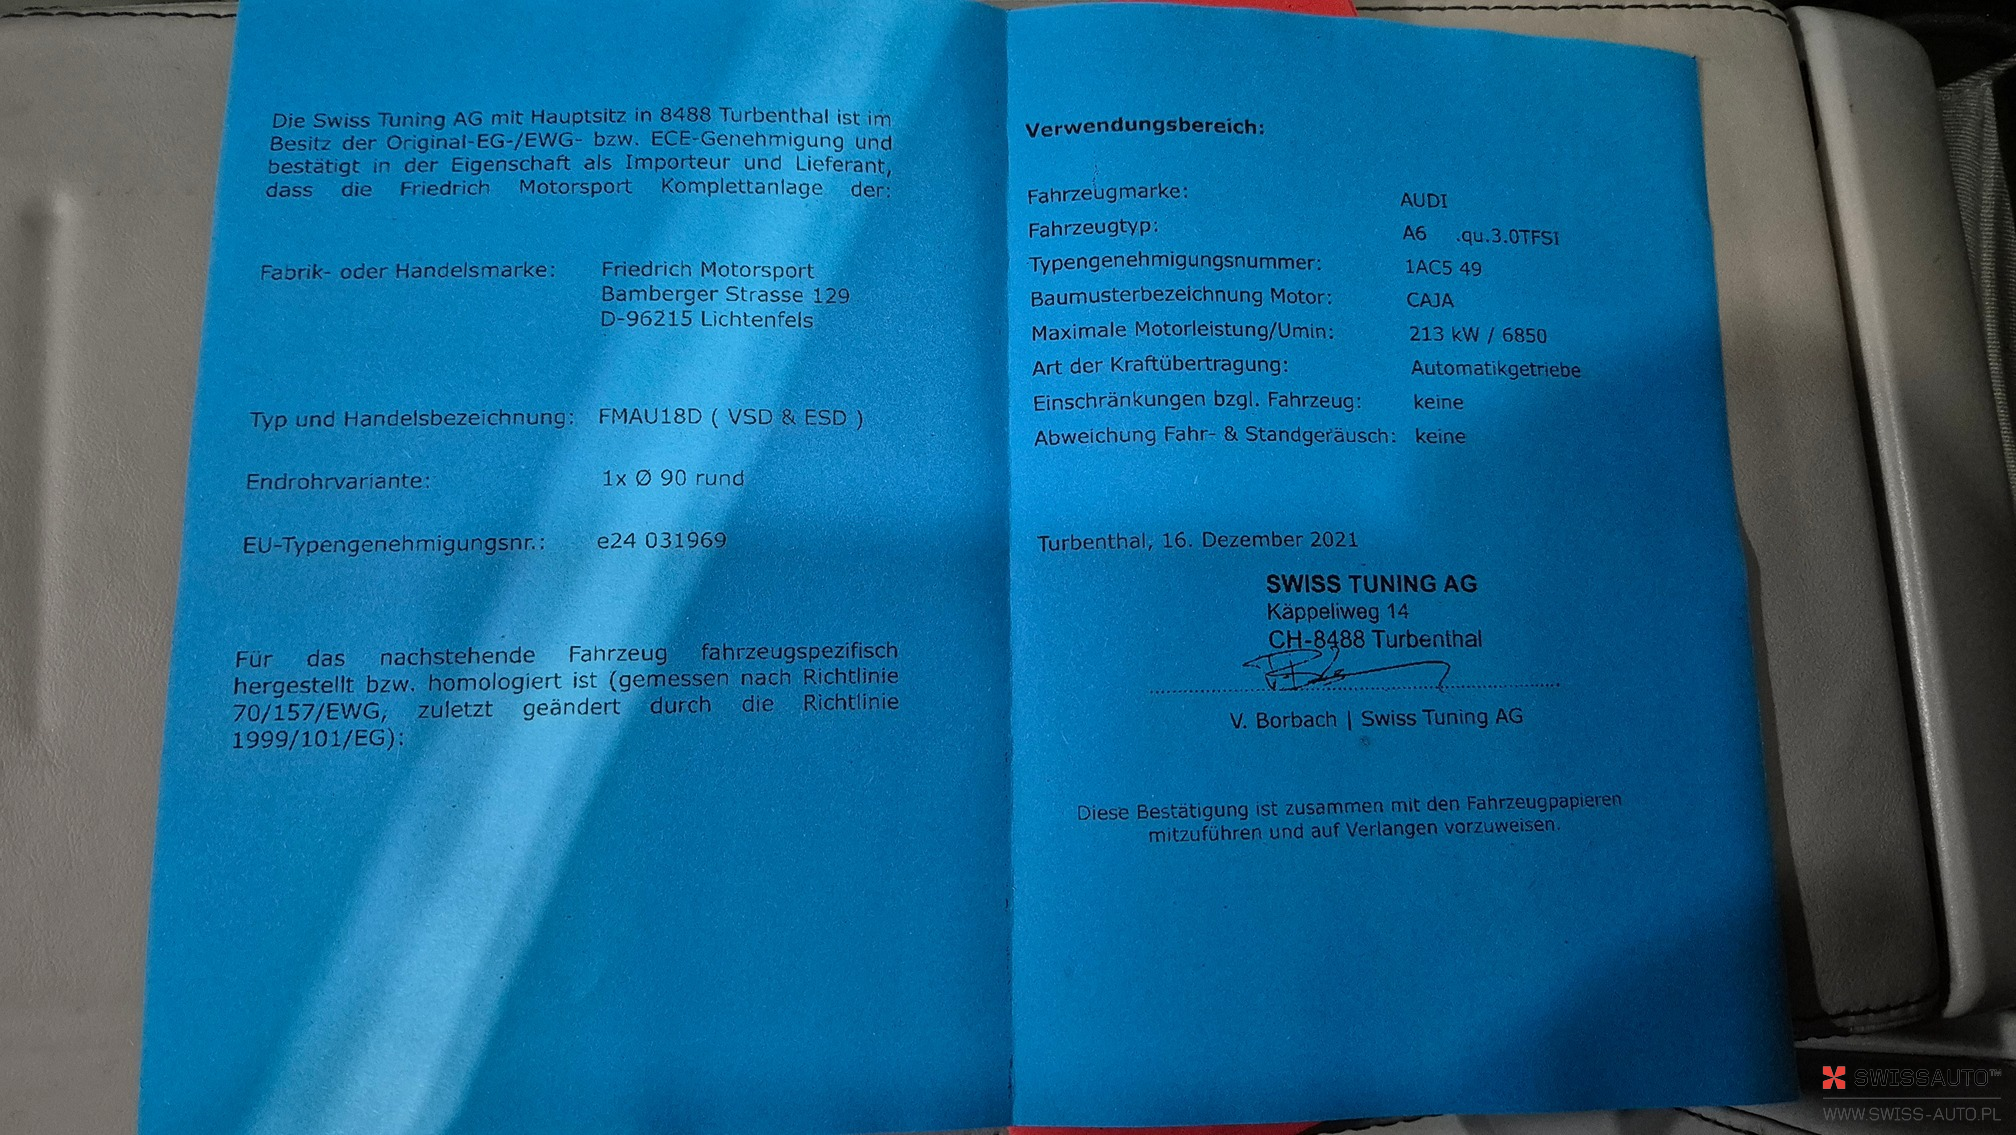 Die Swiss Tuning AG mit Hauptsitz in 8488 Turbenthal ist im
Besitz der Original-EG-/EWG- bzw. ECE-Genehmigung und
bestätigt in der Eigenschaft als Importeur und Lieferant,
dass die Friedrich Motorsport Komplettanlage der:
Fabrik- oder Handelsmarke: Friedrich Motorsport
Bamberger Strasse 129
D-96215 Lichtenfels
Typ und Handelsbezeichnung: FMAU18D ( VSD & ESD )
Endrohrvariante: 1x Ø 90 rund
EU-Typengenehmigungsnr.: e24 031969
Für das nachstehende Fahrzeug fahrzeugspezifisch
hergestellt bzw. homologiert ist (gemessen nach Richtlinie
70/157/EWG, zuletzt geändert durch die Richtlinie
1999/101/EG):
Verwendungsbereich:
Fahrzeugmarke: AUDI
Fahrzeugtyp: A6 .qu.3.0TFSI
Typengenehmigungsnummer: 1AC5 49
Baumusterbezeichnung Motor: CAJA
Maximale Motorleistung/Umin: 213 kW / 6850
Art der Kraftübertragung: Automatikgetriebe
Einschränkungen bzgl. Fahrzeug: keine
Abweichung Fahr- & Standgeräusch: keine
Turbenthal, 16. Dezember 2021
SWISS TUNING AG
Käppeliweg 14
CH-8488 Turbenthal
V. Borbach | Swiss Tuning AG
Diese Bestätigung ist zusammen mit den Fahrzeugpapieren
mitzuführen und auf Verlangen vorzuweisen.
SWISSAUTO™
WWW.SWISS-AUTO.PL